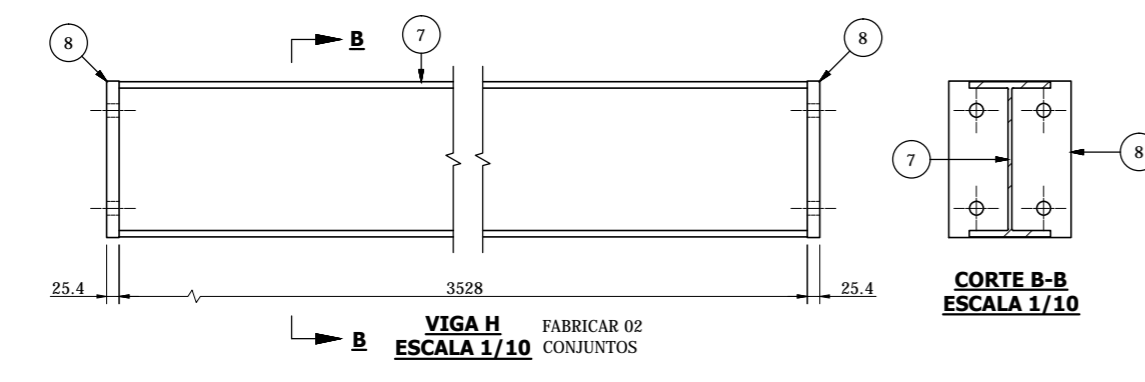 8
B
7
8
7
8
25.4
3528
25.4
B
VIGA H
ESCALA 1/10
FABRICAR 02
CONJUNTOS
CORTE B-B
ESCALA 1/10